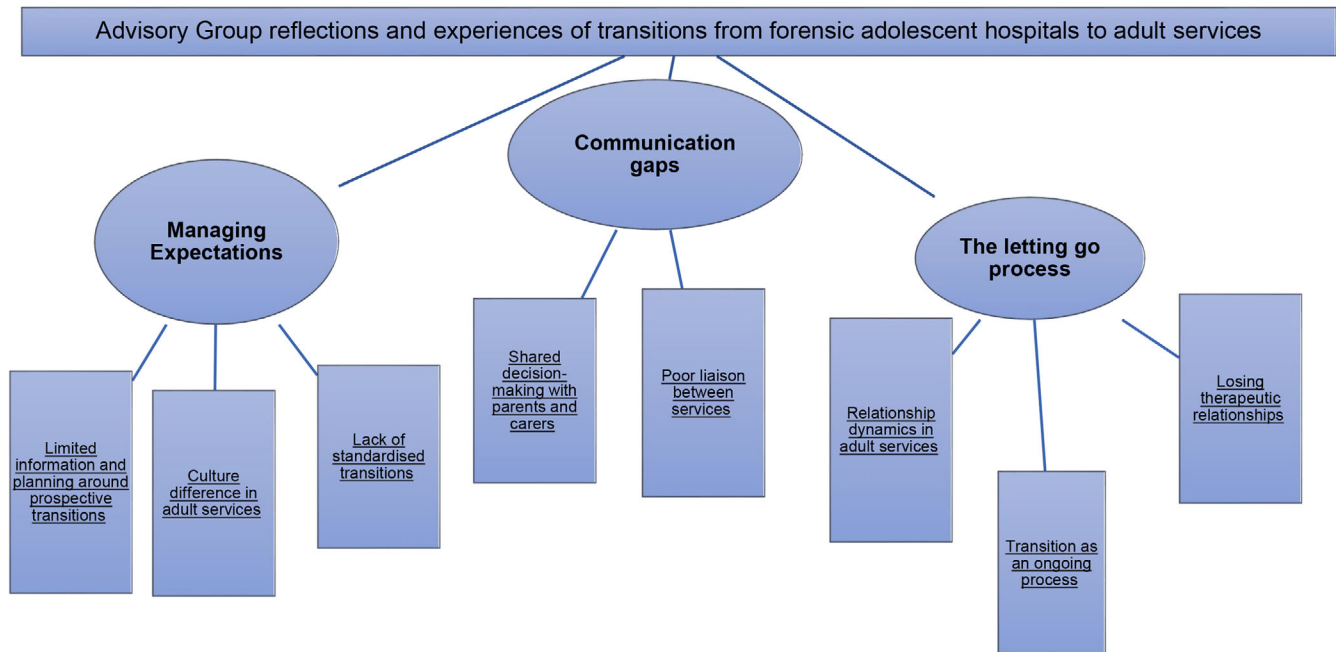 Advisory Group reflections and experiences of transitions from forensic adolescent hospitals to adult services
Communication
gaps
Managing
Expectations
The letting go
process
Limited
information and
planning around
prospective
transitions
Culture
difference in
adult services
Lack of
standardised
transitions
Shared
decision-
making with
parents and
carers
Poor liaison
between
services
Relationship
dynamics in
adult services
Transition as
an ongoing
process
Losing
therapeutic
relationships